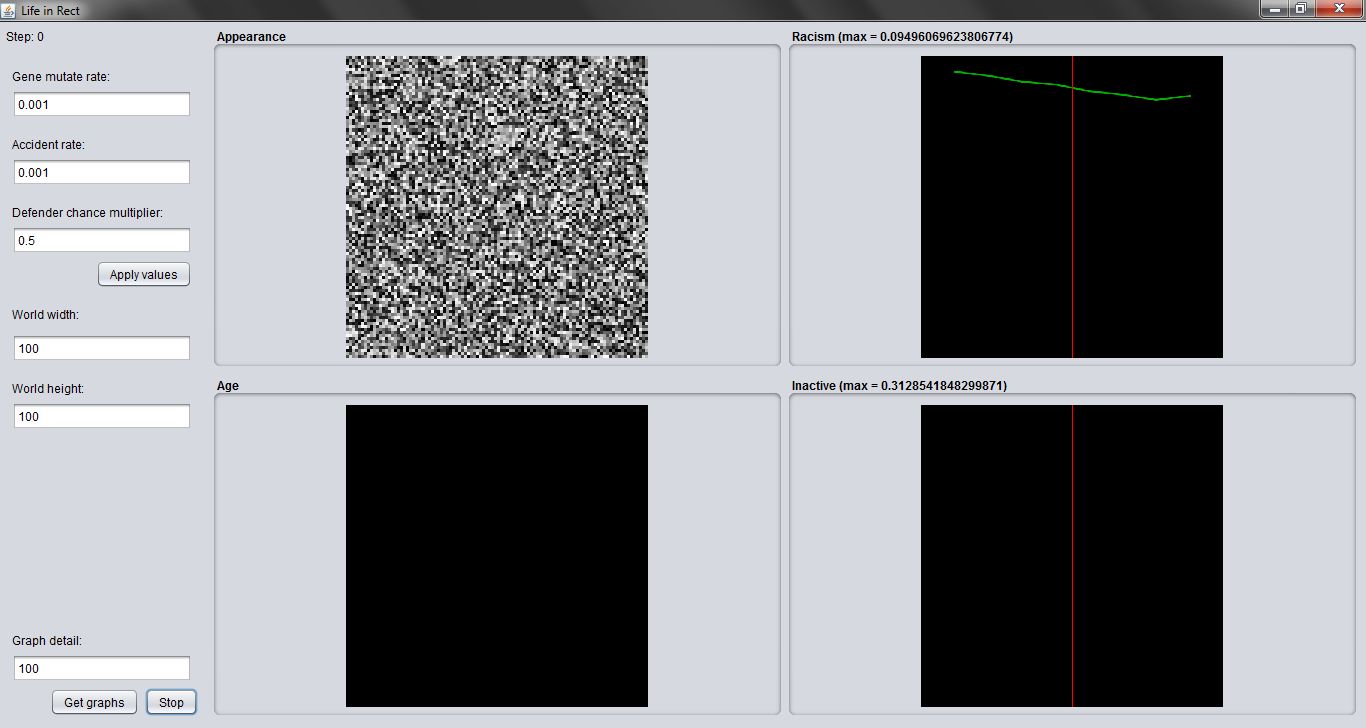 Life in Rect
Step: 0
Gene mutate rate:
0.001
Accident rate:
0.001
Defender chance multiplier:
0.5
Apply values
World width:
100
World height:
100
Graph detail:
100
Get graphs
Stop
Appearance
Racism (max = 0.09496069623806774)
Age
Inactive (max = 0.3128541848299871)